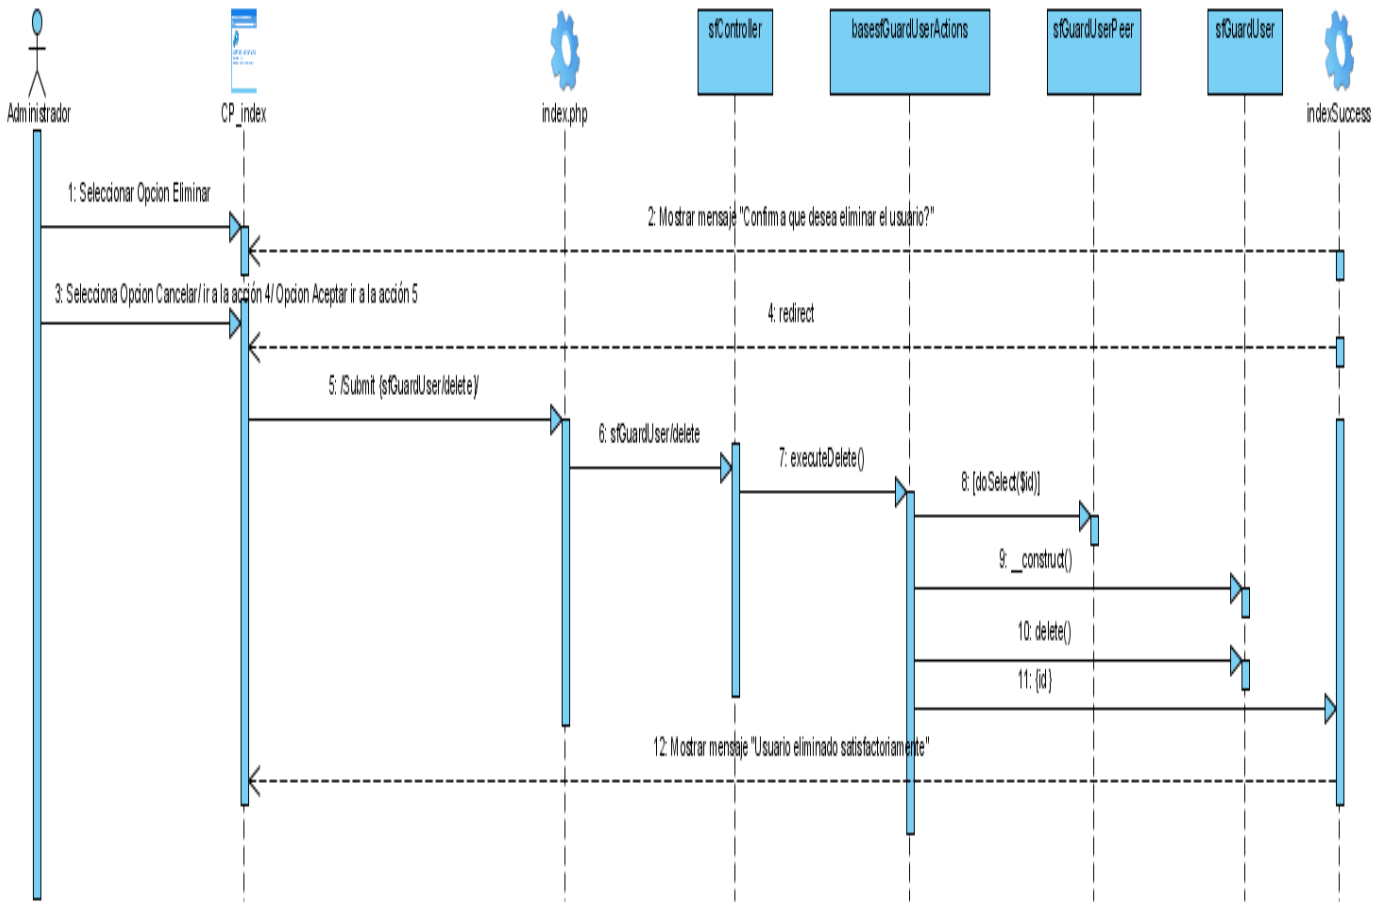 sfController
basesfGuardUserActions
sfGuardUserPeer
sfGuardUser
Administrador
CP_index
index.php
indexSuccess
1: Seleccionar Opcion Eliminar
2: Mostrar mensaje "Confirma que desea eliminar el usuario?"
3: Selecciona Opcion Cancelar/ ir a la acción 4/ Opcion Aceptar ir a la acción 5
4: redirect
5: /Submit {sfGuardUser/delete}/
6: sfGuardUser/delete
7: executeDelete()
8: [doSelect($id)]
9: __construct()
10: delete()
11: {id}
12: Mostrar mensaje "Usuario eliminado satisfactoriamente"